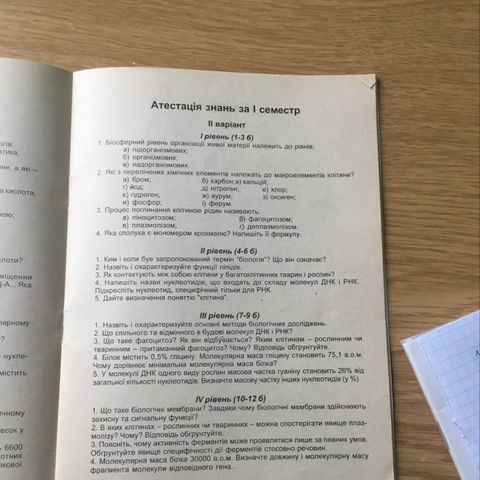 Атестація знань за І семестр
ІІ варіант
І рівень (1-3 б)
1. Біосферний рівень організації живої матерії належить до рівнів:
а) підорганізмових;
б) організмових;
в) надорганізмових.
2. Які з перелічених хімічних елементів належать до макроелементів клітини?
а) бром; б) карбон.в) кальцій;
г) йод; д) нітроген; е) хлор;
є) гідроген; ж) аурум; з) оксиген;
и) фосфор; і) ферум.
3. Процес поглинання клітиною рідин називають:
а) піноцитозом; б) фагоцитозом;
в) плазмолізом; г) деплазмолізом.
4. Яка сполука є мономером крохмалю? Напишіть її формулу.
ІІ рівень (4-6 б)
1. Ким і коли був запропонований термін "біологія"? Що він означає?
2. Назвіть і охарактеризуйте функції ліпідів.
3. Як контактують між собою клітини у багатоклітинних тварин і рослин?
4. Напишіть назви нуклеотидів, що входять до складу молекул ДНК і РНК.
Підкресліть нуклеотид, специфічний тільки для РНК.
5. Дайте визначення поняттю "клітина".
ІІІ рівень (7-9 б)
1. Назвіть і охарактеризуйте основні методи біологічних досліджень.
2. Що спільного та відмінного в будові молекул ДНК і РНК?
3. Що таке фагоцитоз? Як він відбувається? Яким клітинам – рослинним чи
тваринним – притаманний фагоцитоз? Чому? Відповідь обґрунтуйте.
4. Білок містить 0,5% гліцину. Молекулярна маса гліцину становить 75,1 а.о.м.
Чому дорівнює мінімальна молекулярна маса білка?
5. У молекулі ДНК одного виду рослин масова частка гуаніну становить 26% від
загальної кількості нуклеотидів. Визначте масову частку інших нуклеотидів (у %).
ІV рівень (10-12 б)
1. Що таке біологічні мембрани? Завдяки чому біологічні мембрани здійснюють
захисну та сигнальну функції?
2. В яких клітинах – рослинних чи тваринних – можна спостерігати явище плаз-
молізу? Чому? Відповідь обґрунтуйте.
3. Поясніть, чому активність ферментів може проявлятися лише за певних умов.
Обґрунтуйте явище специфічності дії ферментів стосовно речовин.
4. Молекулярна маса білка 30000 а.о.м. Визначте довжину і молекулярну масу
фрагмента молекули відповідного гена.